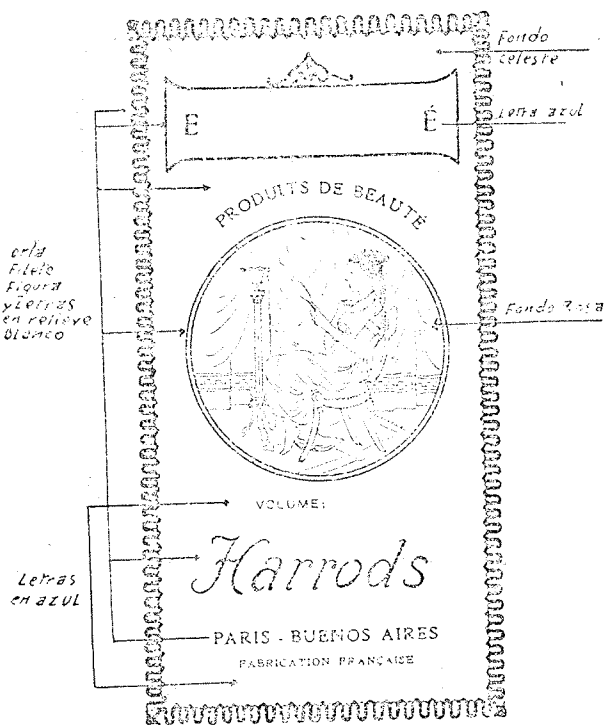 Fondo
Celeste
E É
Letra azul
PRODUITS DE BEAUTÉ
orla
Filete
Figura
y Letras
en relieve
blanco
Fondo Rosa
VOLUME:
Harrods
Letras
en azul
PARIS - BUENOS AIRES
FABRICATION FRANÇAISE